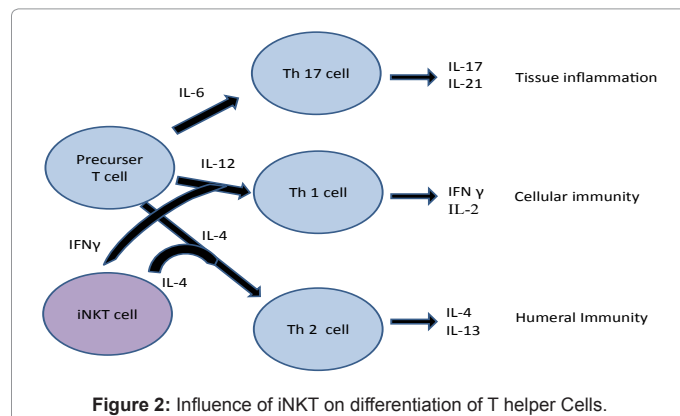 IL-6
Th 17 cell
IL-17
IL-21
Tissue inflammation
Precurser
T cell
IL-12
Th 1 cell
IFN γ
IL-2
Cellular immunity
IFNγ
IL-4
IL-4
iNKT cell
Th 2 cell
IL-4
IL-13
Humeral Immunity
Figure 2: Influence of iNKT on differentiation of T helper Cells.